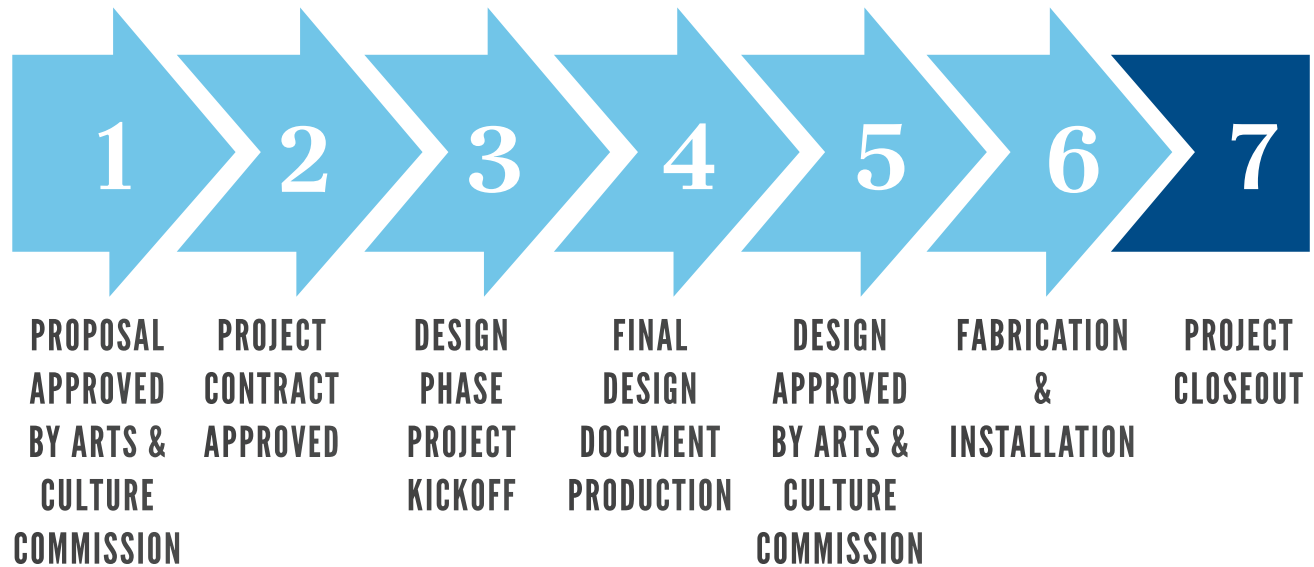 1
2
3
4
5
6
7
PROPOSAL
APPROVED
BY ARTS &
CULTURE
COMMISSION
PROJECT
CONTRACT
APPROVED
DESIGN
PHASE
PROJECT
KICKOFF
FINAL
DESIGN
DOCUMENT
PRODUCTION
DESIGN
APPROVED
BY ARTS &
CULTURE
COMMISSION
FABRICATION
&
INSTALLATION
PROJECT
CLOSEOUT